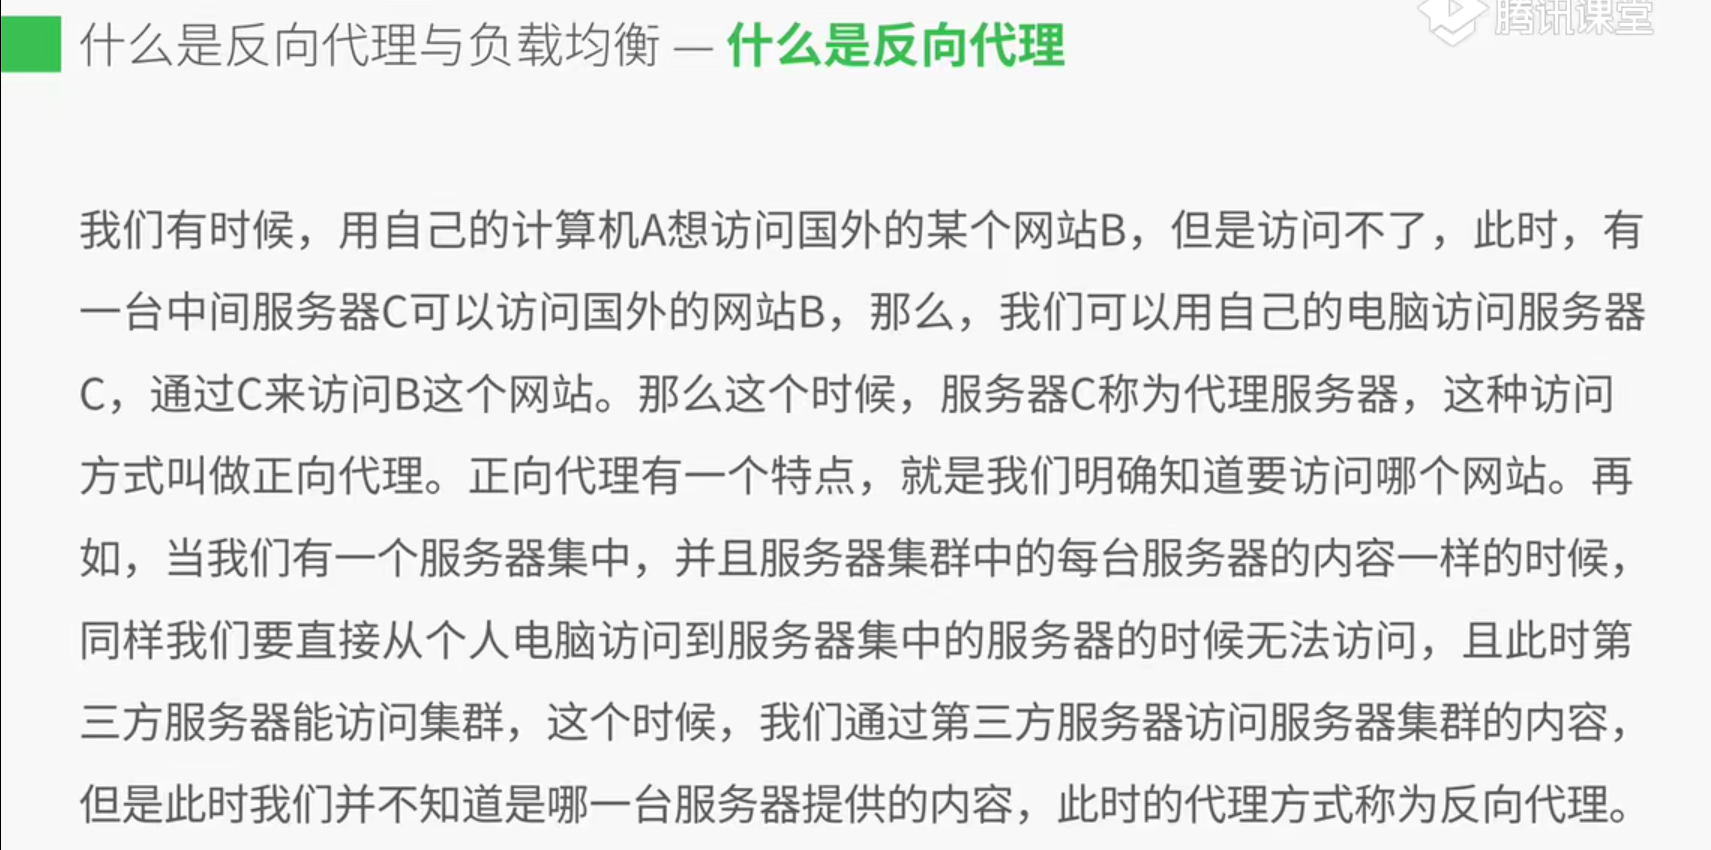 什么是反向代理与负载均衡 — 什么是反向代理
腾讯课堂
我们有时候，用自己的计算机A想访问国外的某个网站B，但是访问不了，此时，有
一台中间服务器C可以访问国外的网站B，那么，我们可以用自己的电脑访问服务器
C，通过C来访问B这个网站。那么这个时候，服务器C称为代理服务器，这种访问
方式叫做正向代理。正向代理有一个特点，就是我们明确知道要访问哪个网站。再
如，当我们有一个服务器集中，并且服务器集群中的每台服务器的内容一样的时候，
同样我们要直接从个人电脑访问到服务器集中的服务器的时候无法访问，且此时第
三方服务器能访问集群，这个时候，我们通过第三方服务器访问服务器集群的内容，
但是此时我们并不知道是哪一台服务器提供的内容，此时的代理方式称为反向代理。